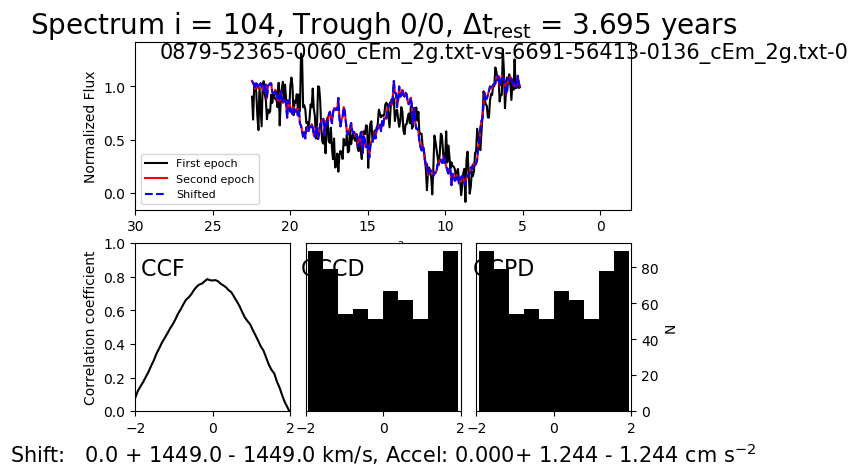 Spectrum i = 104, Trough 0/0, Δt_rest = 3.695 years
0879-52365-0060_cEm_2g.txt-vs-6691-56413-0136_cEm_2g.txt-0
Normalized Flux
1.0
0.5
0.0
First epoch
Second epoch
Shifted
30 25 20 15 10 5 0
Correlation coefficient
1.0
0.8
0.6
0.4
0.2
0.0
CCF
CCCD
CCPD
80
60
40
20
0
N
−2 0 2
−2 0 2
−2 0 2
Shift: 0.0 + 1449.0 - 1449.0 km/s, Accel: 0.000+ 1.244 - 1.244 cm s⁻²